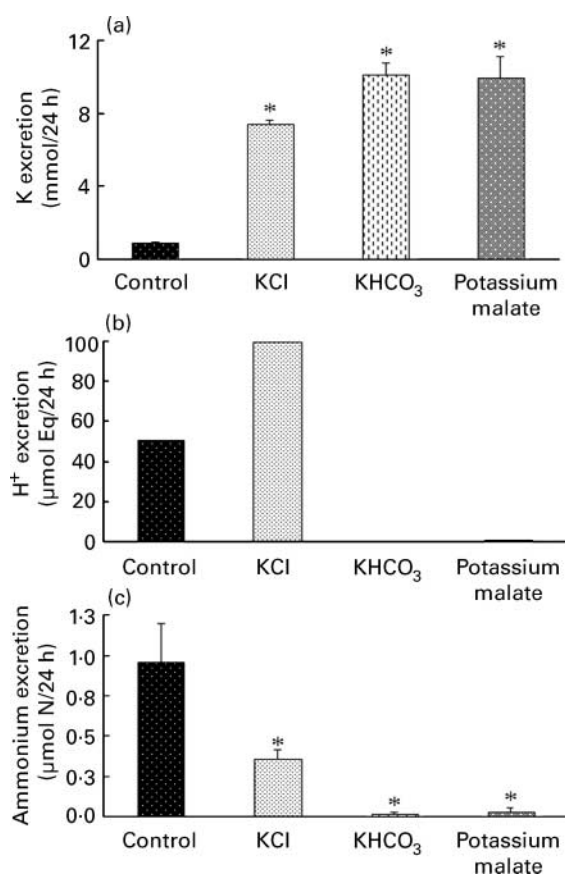 (a)
K excretion
(mmol/24 h)
12
8
4
0
*
*
*
Control KCl KHCO₃ Potassium
malate
(b)
H⁺ excretion
(µmol Eq/24 h)
100
80
60
40
20
0
Control KCl KHCO₃ Potassium
malate
(c)
Ammonium excretion
(µmol N/24 h)
1·3
1·0
0·8
0·5
0·3
0·0
*
*
*
Control KCl KHCO₃ Potassium
malate